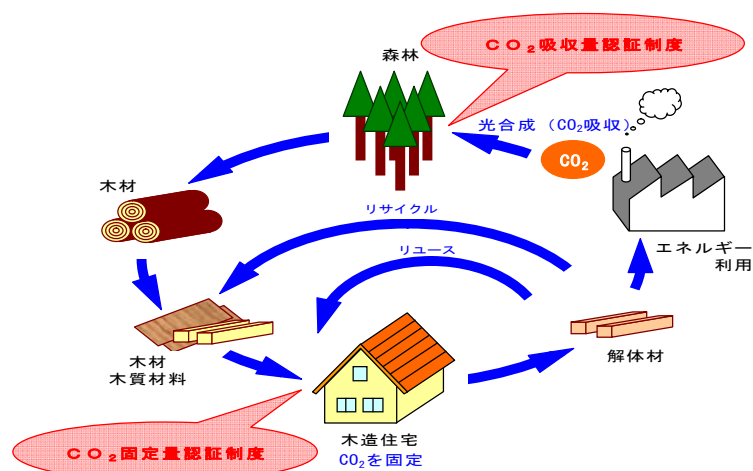 CO₂吸収量認証制度
森林
光合成（CO₂吸収）
CO₂
木材
リサイクル
リユース
エネルギー
利用
木材
木質材料
解体材
木造住宅
CO₂を固定
CO₂固定量認証制度